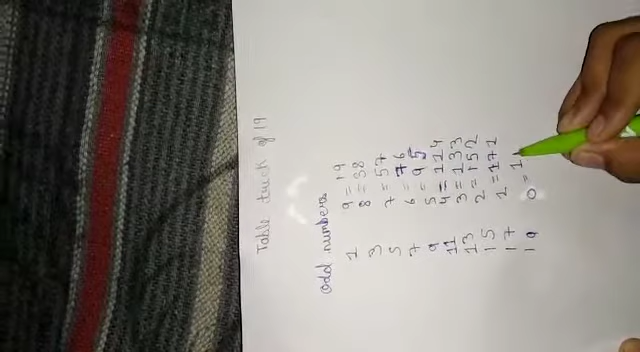 Table trick of 19
odd numbers
1 9 = 19
3 8 = 38
5 7 = 57
7 6 = 76
9 5 = 95
11 4 = 114
13 3 = 133
15 2 = 152
17 1 = 171
19 0 = 1